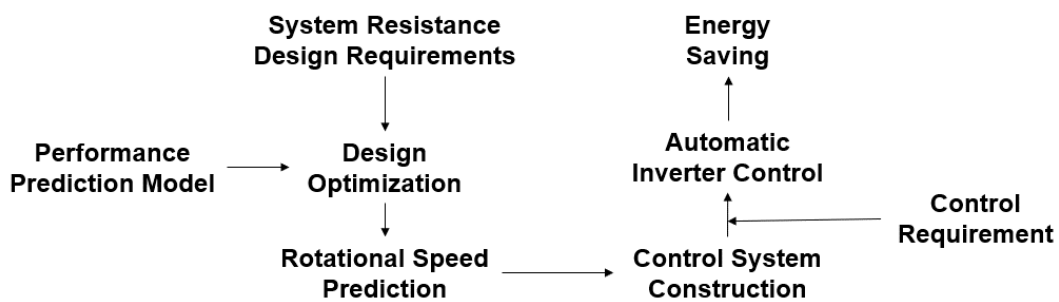 System Resistance
Design Requirements
Energy
Saving
Performance
Prediction Model
Design
Optimization
Automatic
Inverter Control
Control
Requirement
Rotational Speed
Prediction
Control System
Construction